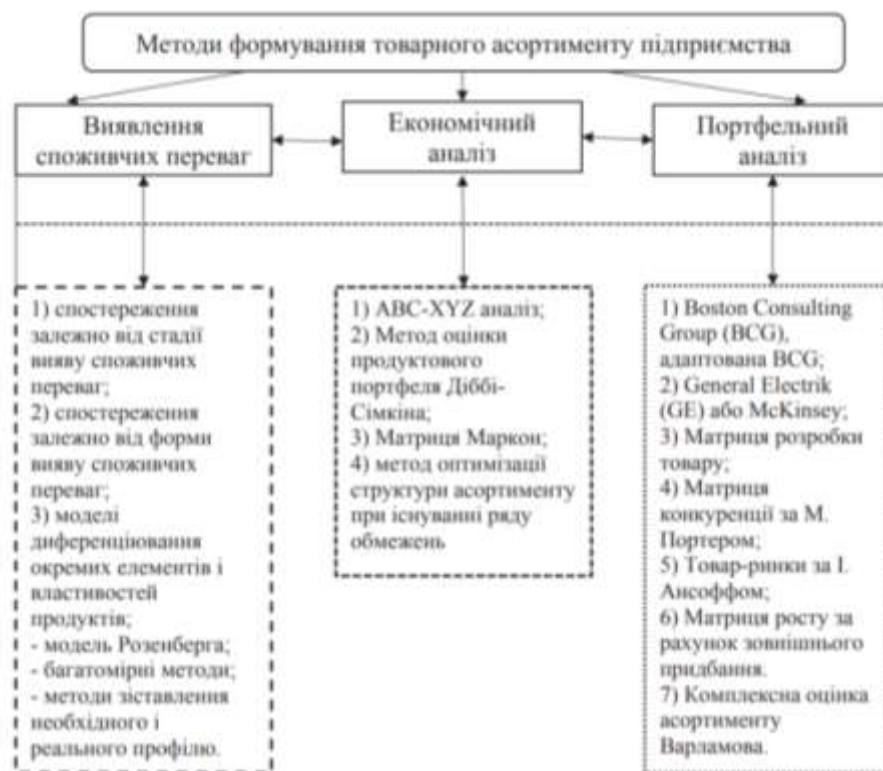 Методи формування товарного асортименту підприємства
Виявлення
споживчих переваг
Економічний
аналіз
Портфельний
аналіз
1) спостереження
залежно від стадії
вияву споживчих
переваг;
2) спостереження
залежно від форми
вияву споживчих
переваг;
3) моделі
диференціювання
окремих елементів і
властивостей
продуктів;
- модель Розенберга;
- багатомірні методи;
- методи зіставлення
необхідного і
реального профілю.
1) ABC-XYZ аналіз;
2) Метод оцінки
продуктового
портфеля Діббі-
Сімкіна;
3) Матриця Маркон;
4) метод оптимізації
структури асортименту
при існуванні ряду
обмежень
1) Boston Consulting
Group (BCG),
адаптована BCG;
2) General Electrik
(GE) або McKinsey;
3) Матриця розробки
товару;
4) Матриця
конкуренції за М.
Портером;
5) Товар-ринки за І.
Ансоффом;
6) Матриця росту за
рахунок зовнішнього
придбання.
7) Комплексна оцінка
асортименту
Варламова.